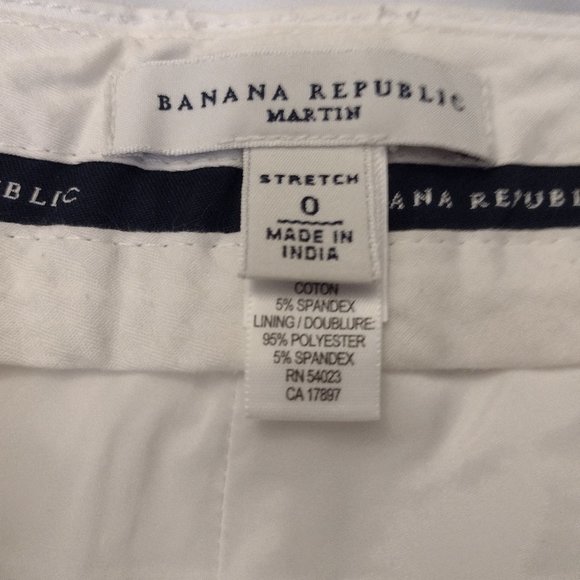 BANANA REPUBLIC
MARTIN
BLIC
ANA REPUBL
STRETCH
0
MADE IN
INDIA
COTON
5% SPANDEX
LINING / DOUBLURE:
95% POLYESTER
5% SPANDEX
RN 54023
CA 17897